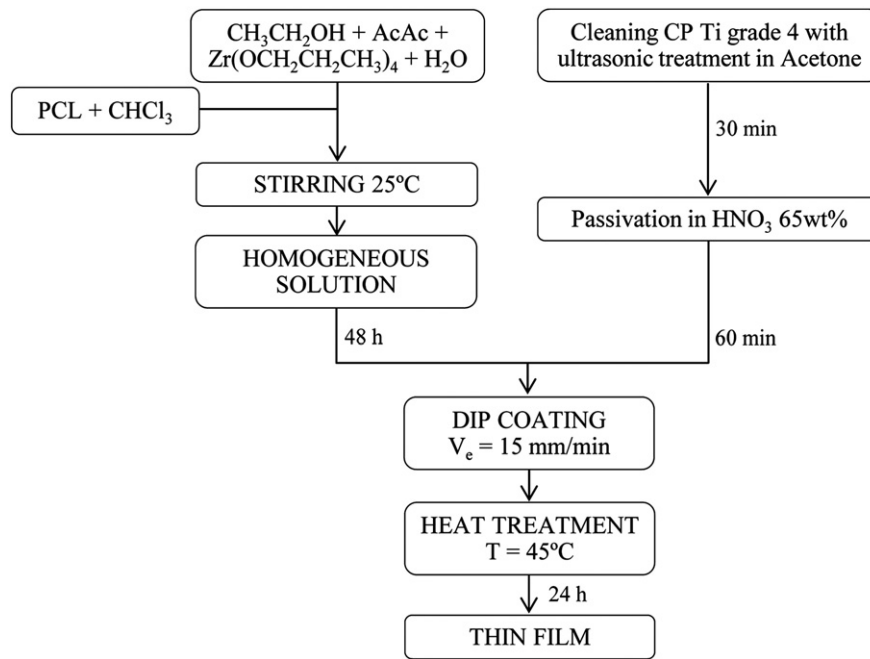 CH₃CH₂OH + AcAc +
Zr(OCH₂CH₂CH₃)₄ + H₂O
PCL + CHCl₃
STIRRING 25ºC
HOMOGENEOUS
SOLUTION
48 h
Cleaning CP Ti grade 4 with
ultrasonic treatment in Acetone
30 min
Passivation in HNO₃ 65wt%
60 min
DIP COATING
Vₑ = 15 mm/min
HEAT TREATMENT
T = 45ºC
24 h
THIN FILM